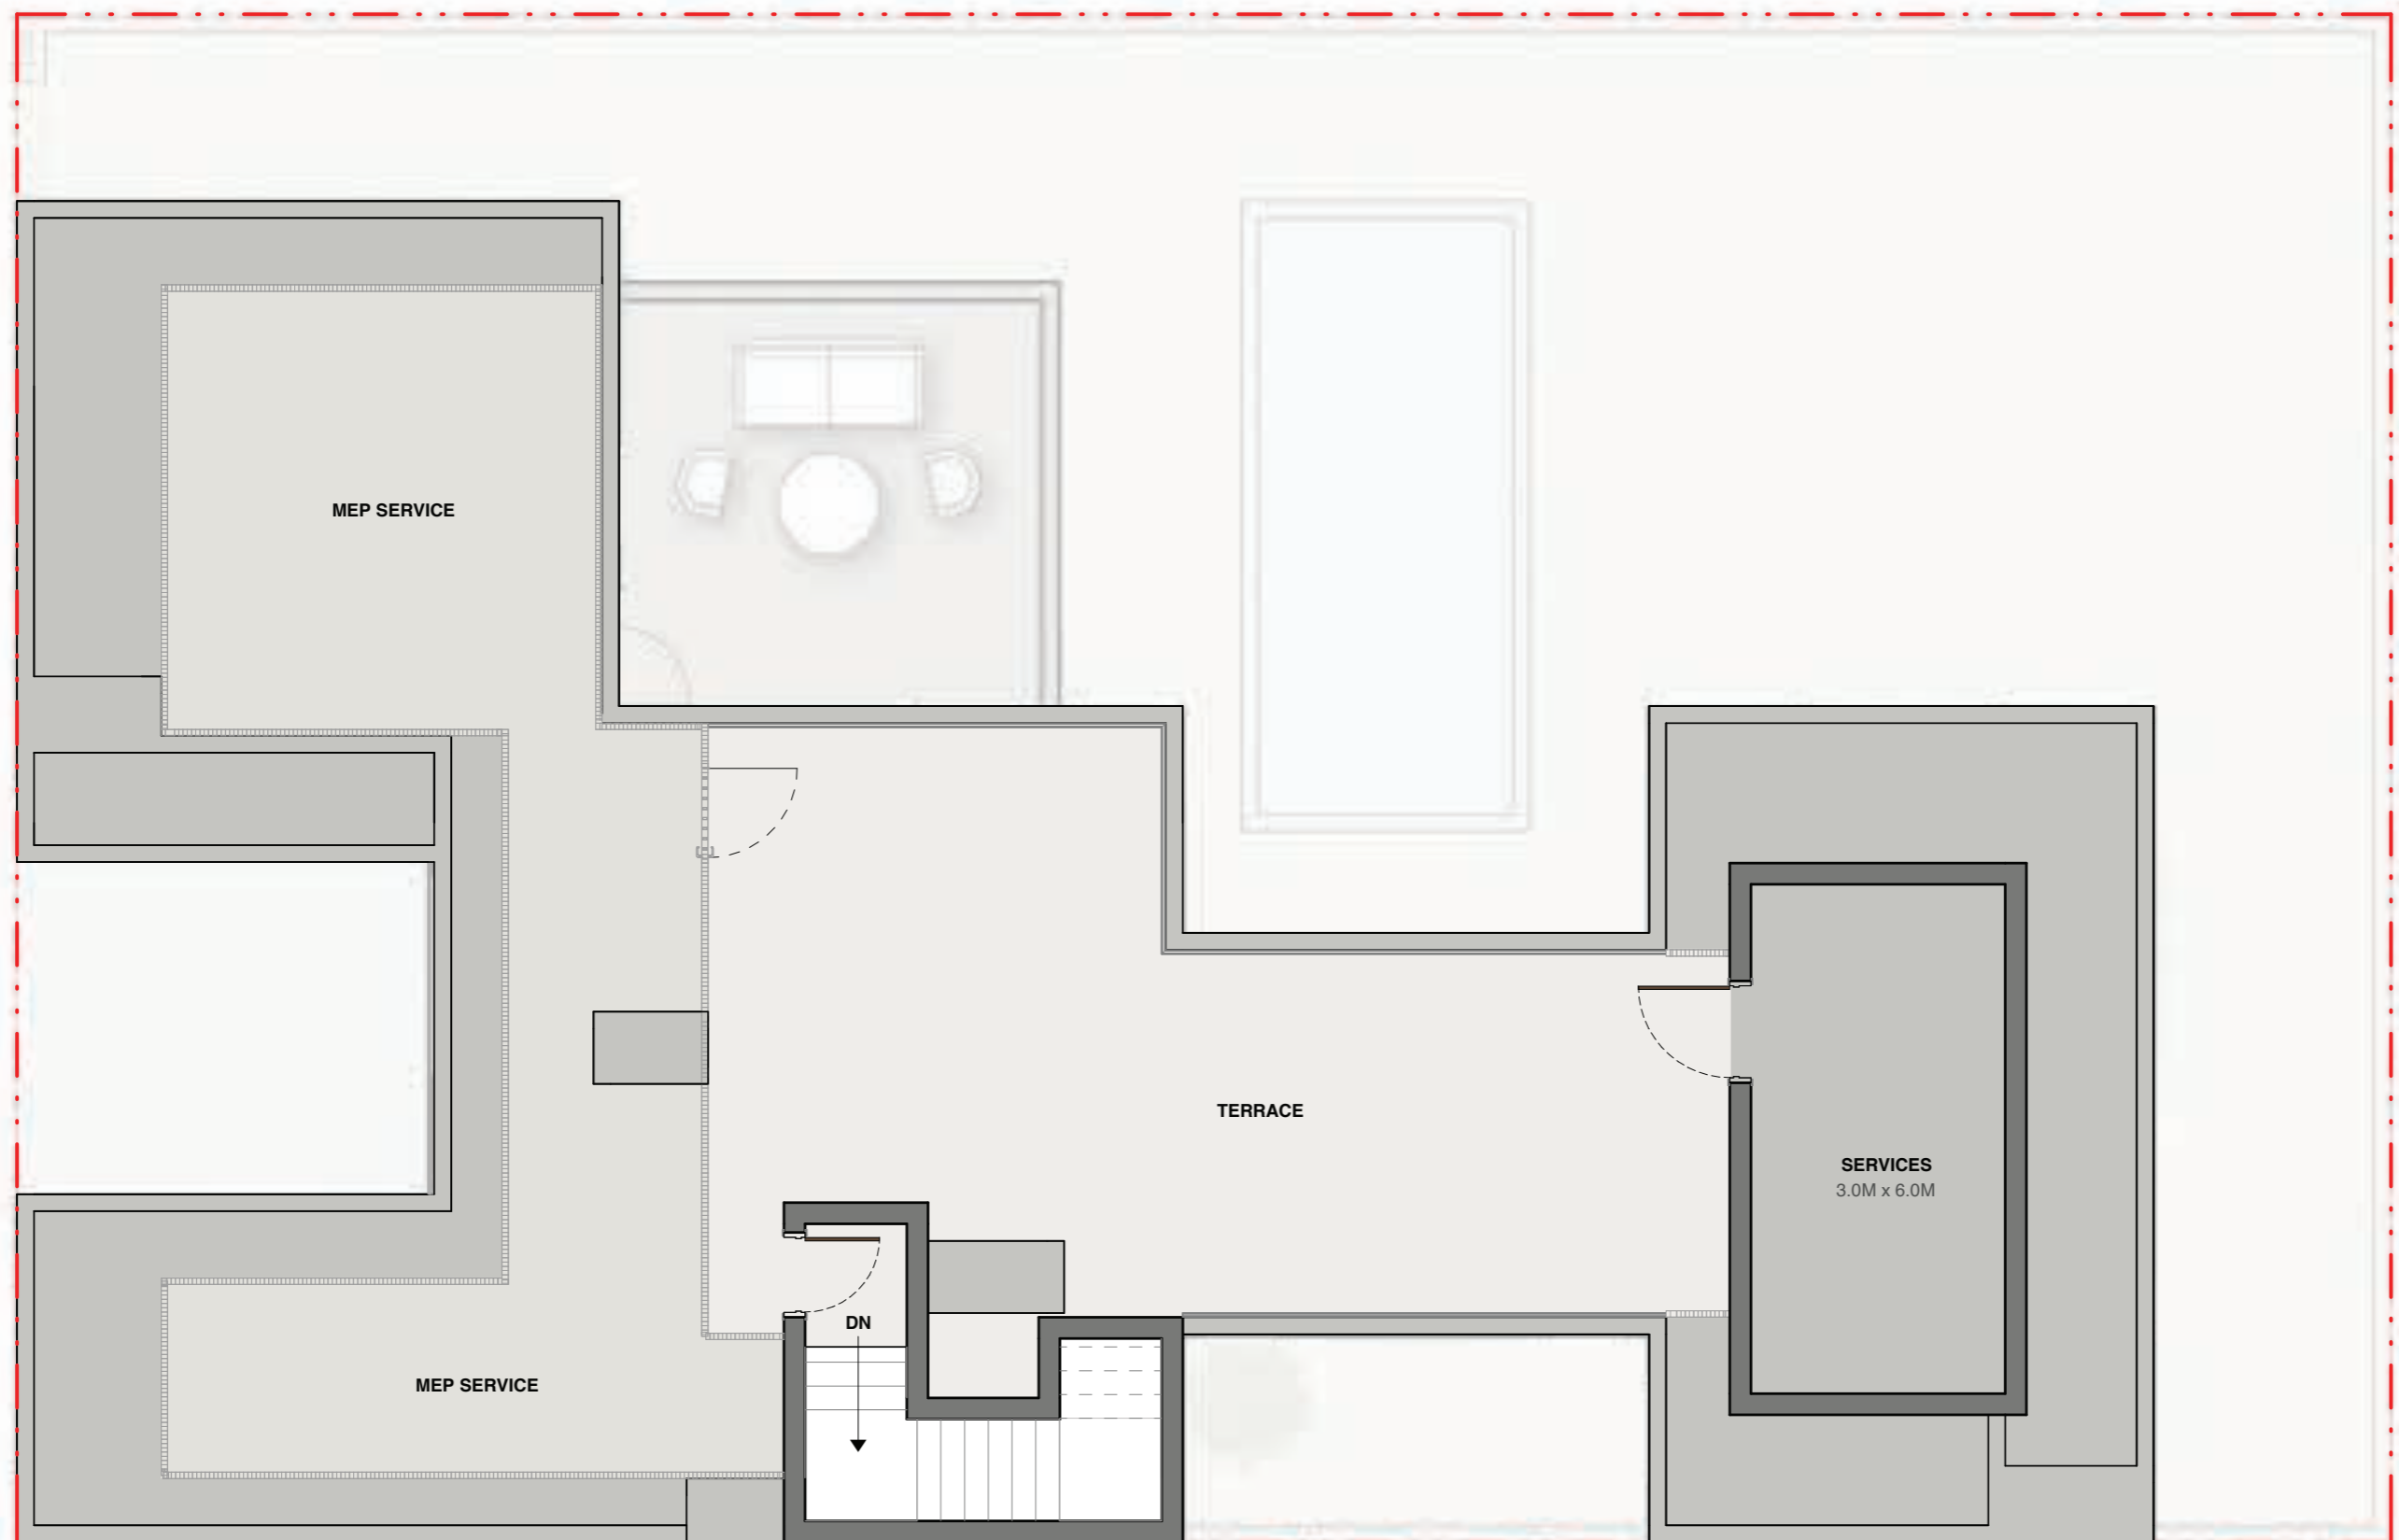 MEP SERVICE
TERRACE
SERVICES
3.0M x 6.0M
DN
MEP SERVICE